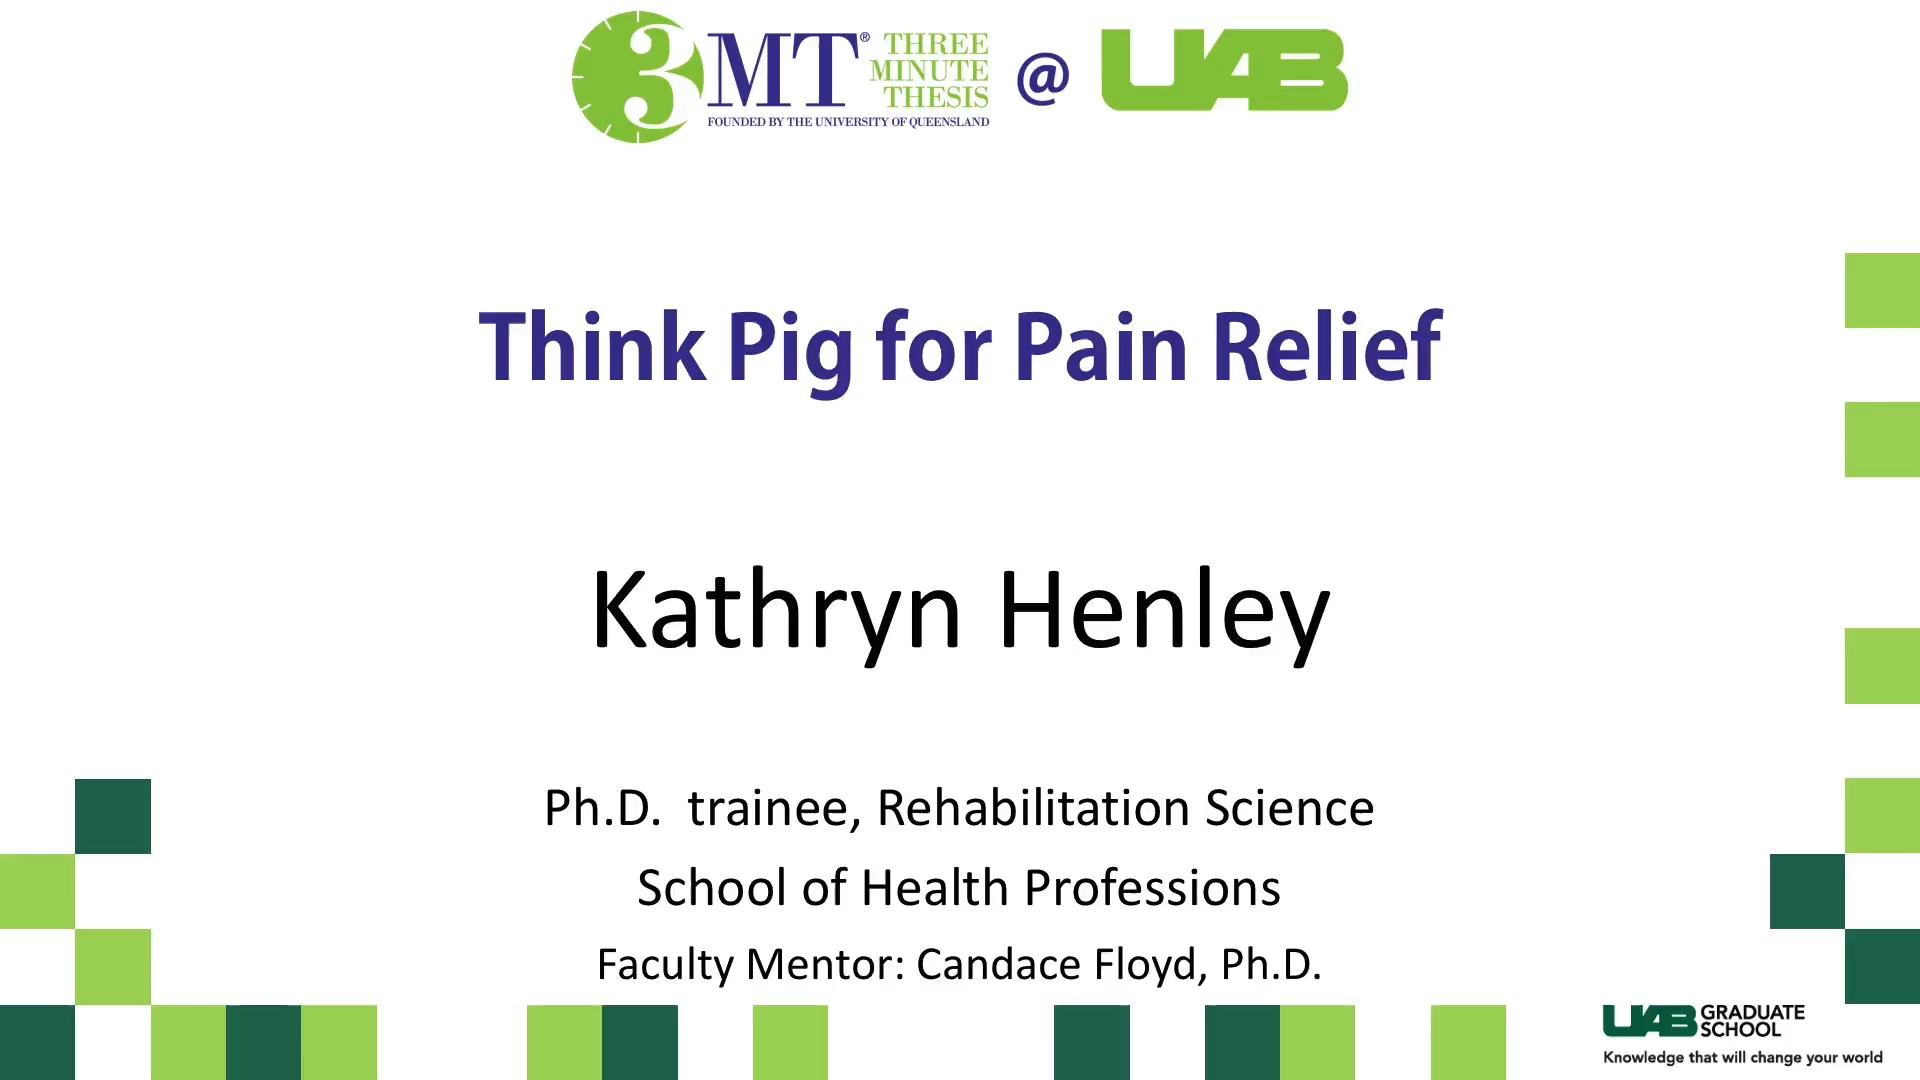 3MT® THREE
MINUTE
THESIS
FOUNDED BY THE UNIVERSITY OF QUEENSLAND
@ UAB
Think Pig for Pain Relief
Kathryn Henley
Ph.D. trainee, Rehabilitation Science
School of Health Professions
Faculty Mentor: Candace Floyd, Ph.D.
UAB GRADUATE
SCHOOL
Knowledge that will change your world